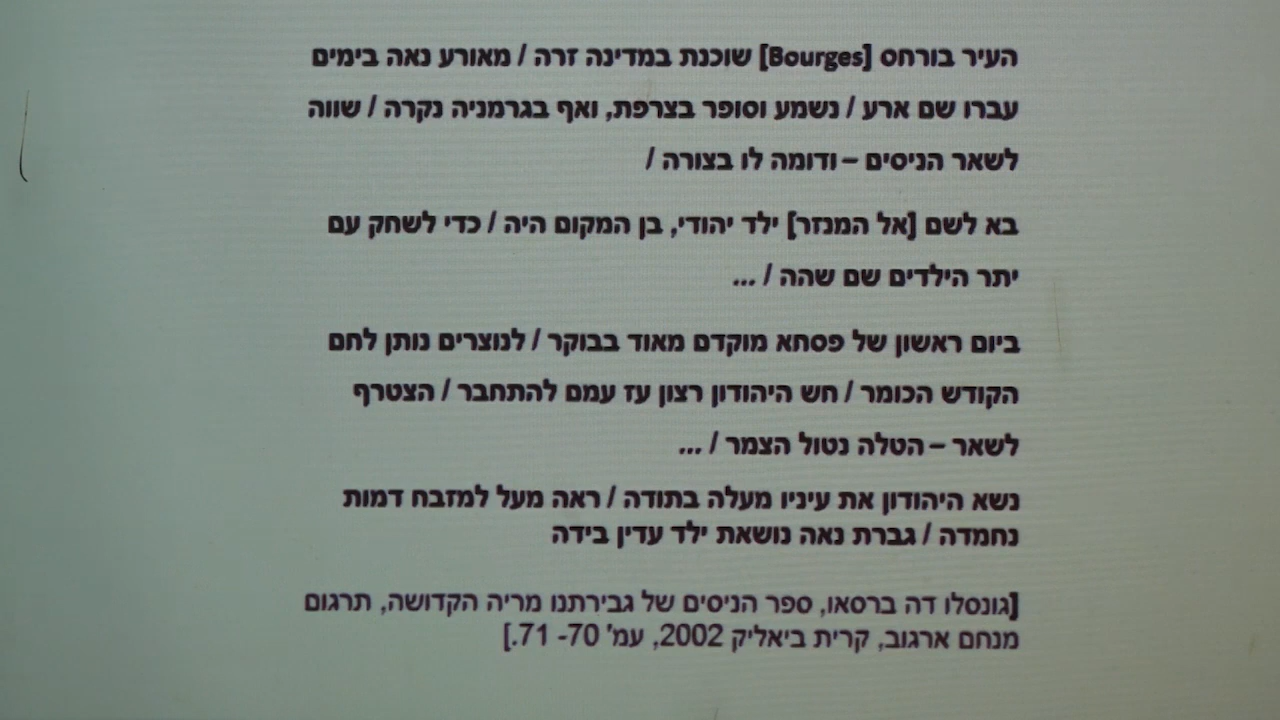 העיר בורחס [Bourges] שוכנת במדינה זרה / מאורע נאה בימים
עברו שם ארע / נשמע וסופר בצרפת, ואף בגרמניה נקרה / שווה
לשאר הניסים – ודומה לו בצורה /
בא לשם [אל המנזר] ילד יהודי, בן המקום היה / כדי לשחק עם
יתר הילדים שם שהה / ...
ביום ראשון של פסחא מוקדם מאוד בבוקר / לנוצרים נותן לחם
הקודש הכומר / חש היהודון רצון עז עמם להתחבר / הצטרף
לשאר – הטלה נטול הצמר / ...
נשא היהודון את עיניו מעלה בתודה / ראה מעל למזבח דמות
נחמדה / גברת נאה נושאת ילד עדין בידה
[גונסלו דה ברסאו, ספר הניסים של גבירתנו מריה הקדושה, תרגום
מנחם ארגוב, קרית ביאליק 2002, עמ' 70- 71.]